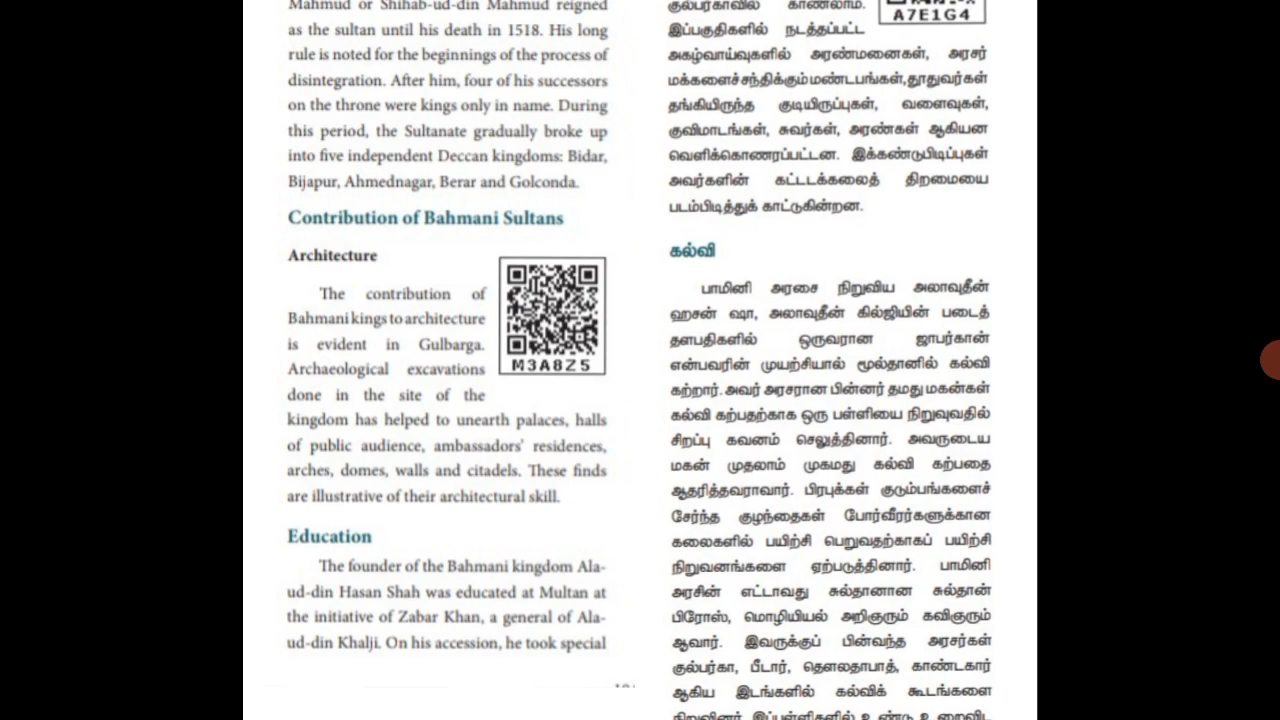 Mahmud or Shihab-ud-din Mahmud reigned
as the sultan until his death in 1518. His long
rule is noted for the beginnings of the process of
disintegration. After him, four of his successors
on the throne were kings only in name. During
this period, the Sultanate gradually broke up
into five independent Deccan kingdoms: Bidar,
Bijapur, Ahmednagar, Berar and Golconda.
Contribution of Bahmani Sultans
Architecture
The contribution of
Bahmani kings to architecture
is evident in Gulbarga.
Archaeological excavations
done in the site of the
M3A8Z5
kingdom has helped to unearth palaces, halls
of public audience, ambassadors' residences,
arches, domes, walls and citadels. These finds
are illustrative of their architectural skill.
Education
The founder of the Bahmani kingdom Ala-
ud-din Hasan Shah was educated at Multan at
the initiative of Zabar Khan, a general of Ala-
ud-din Khalji. On his accession, he took special
குல்பர்காவில் காணலாம்.
A7E1G4
இப்பகுதிகளில் நடத்தப்பட்ட
அகழ்வாய்வுகளில் அரண்மனைகள், அரசர்
மக்களைச்சந்திக்கும் மண்டபங்கள், தூதுவர்கள்
தங்கியிருந்த குடியிருப்புகள், வளைவுகள்,
குவிமாடங்கள், சுவர்கள், அரண்கள் ஆகியன
வெளிக்கொணரப்பட்டன. இக்கண்டுபிடிப்புகள்
அவர்களின் கட்டடக்கலைத் திறமையை
படம்பிடித்துக் காட்டுகின்றன.
கல்வி
பாமினி அரசை நிறுவிய அலாவுதீன்
ஹசன் ஷா, அலாவுதீன் கில்ஜியின் படைத்
தளபதிகளில் ஒருவரான ஜாபர்கான்
என்பவரின் முயற்சியால் மூல்தானில் கல்வி
கற்றார். அவர் அரசரான பின்னர் தமது மகன்கள்
கல்வி கற்பதற்காக ஒரு பள்ளியை நிறுவுவதில்
சிறப்பு கவனம் செலுத்தினார். அவருடைய
மகன் முதலாம் முகமது கல்வி கற்பதை
ஆதரித்தவராவார். பிரபுக்கள் குடும்பங்களைச்
சேர்ந்த குழந்தைகள் போர்வீரர்களுக்கான
கலைகளில் பயிற்சி பெறுவதற்காகப் பயிற்சி
நிறுவனங்களை ஏற்படுத்தினார். பாமினி
அரசின் எட்டாவது சுல்தானான சுல்தான்
பிரோஸ், மொழியியல் அறிஞரும் கவிஞரும்
ஆவார். இவருக்குப் பின்வந்த அரசர்கள்
குல்பர்கா, பீடார், தௌலதாபாத், காண்டகார்
ஆகிய இடங்களில் கல்விக் கூடங்களை
நிறுவினர். இப்பள்ளிகளில் உண்டு உறைவிட